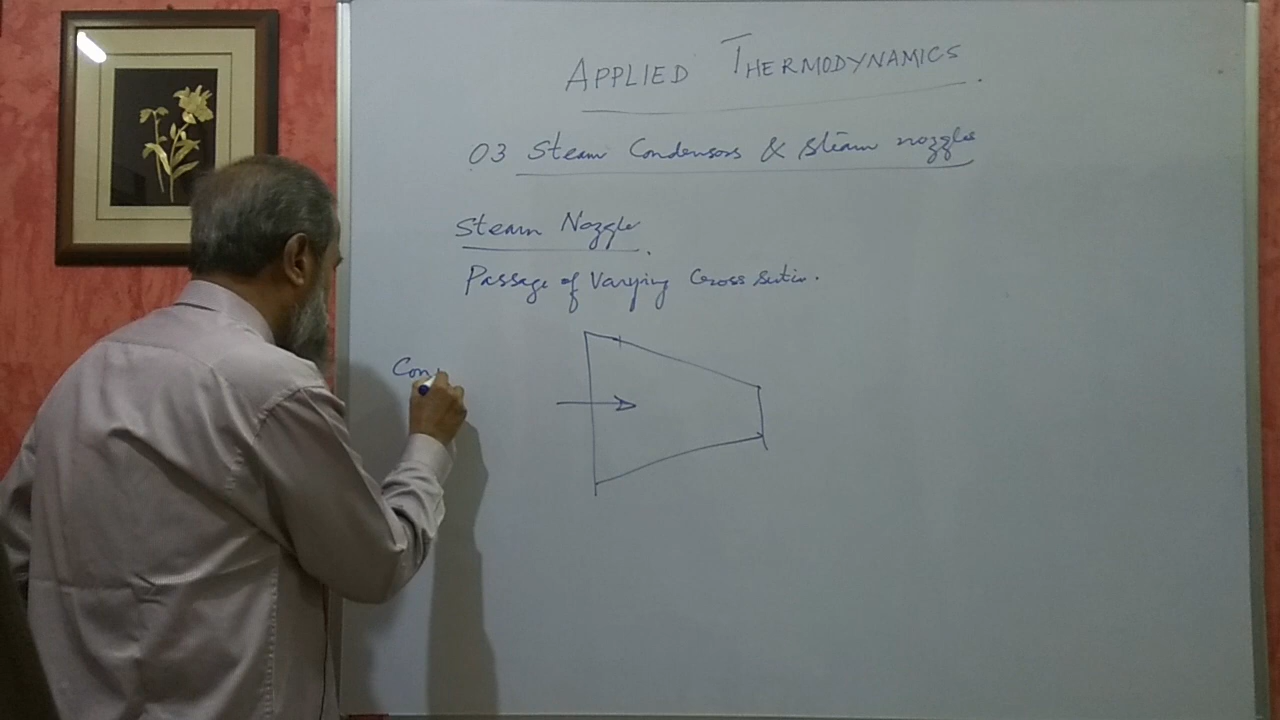 APPLIED THERMODYNAMICS.
03 Steam Condensors & Steam nozzles
Steam Nozzle.
Passage of Varying Cross section.
Con